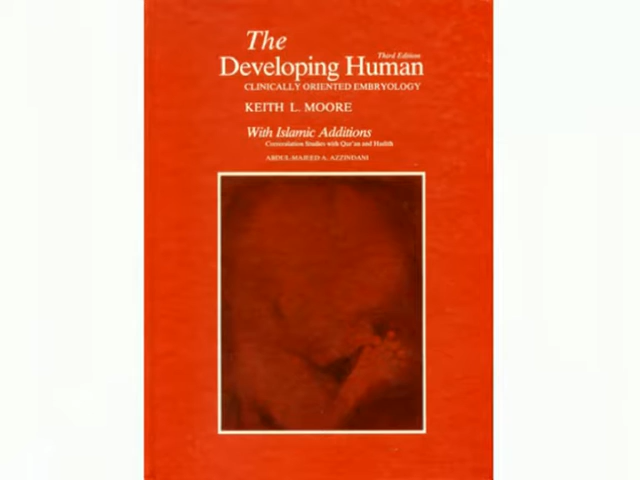 The
Third Edition
Developing Human
CLINICALLY ORIENTED EMBRYOLOGY
KEITH L. MOORE
With Islamic Additions
Correlation Studies with Qur'an and Hadith
ABDUL-MAJEED A. AZZINDANI